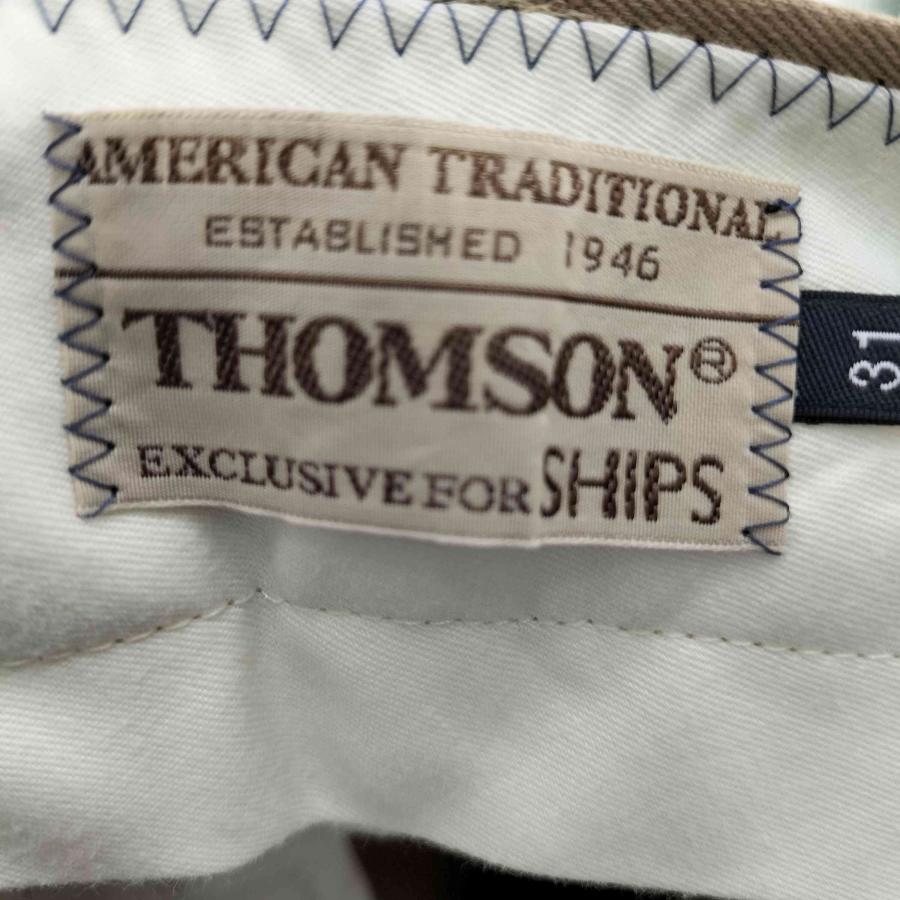 AMERICAN TRADITIONAL
ESTABLISHED 1946
THOMSON®
EXCLUSIVE FOR SHIPS
31